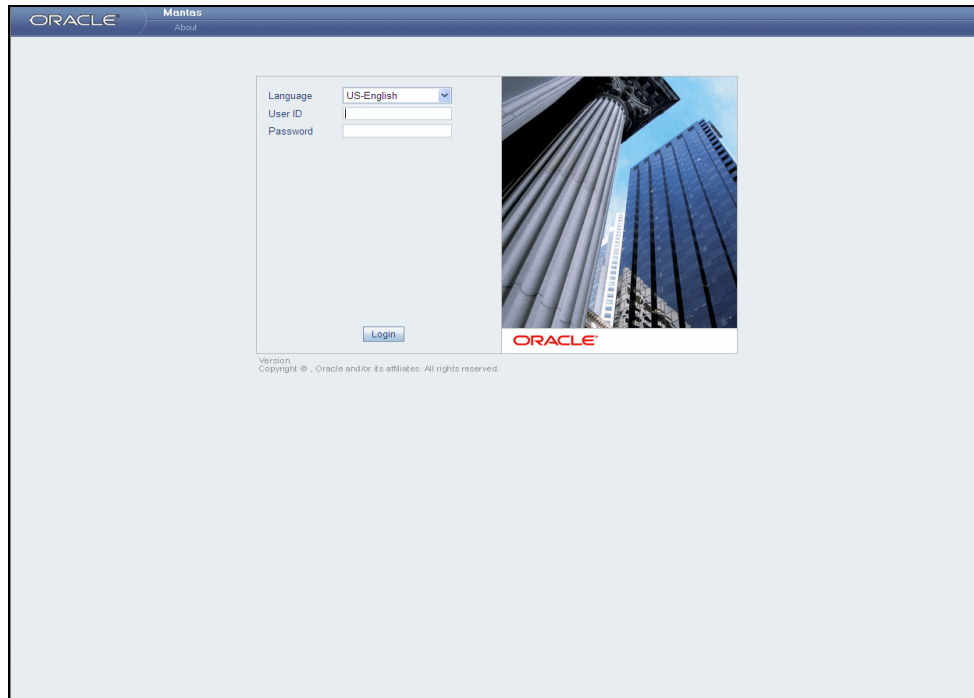 ORACLE
Mantas
About
Language US-English
User ID
Password
Login
ORACLE
Version
Copyright © , Oracle and/or its affiliates. All rights reserved.